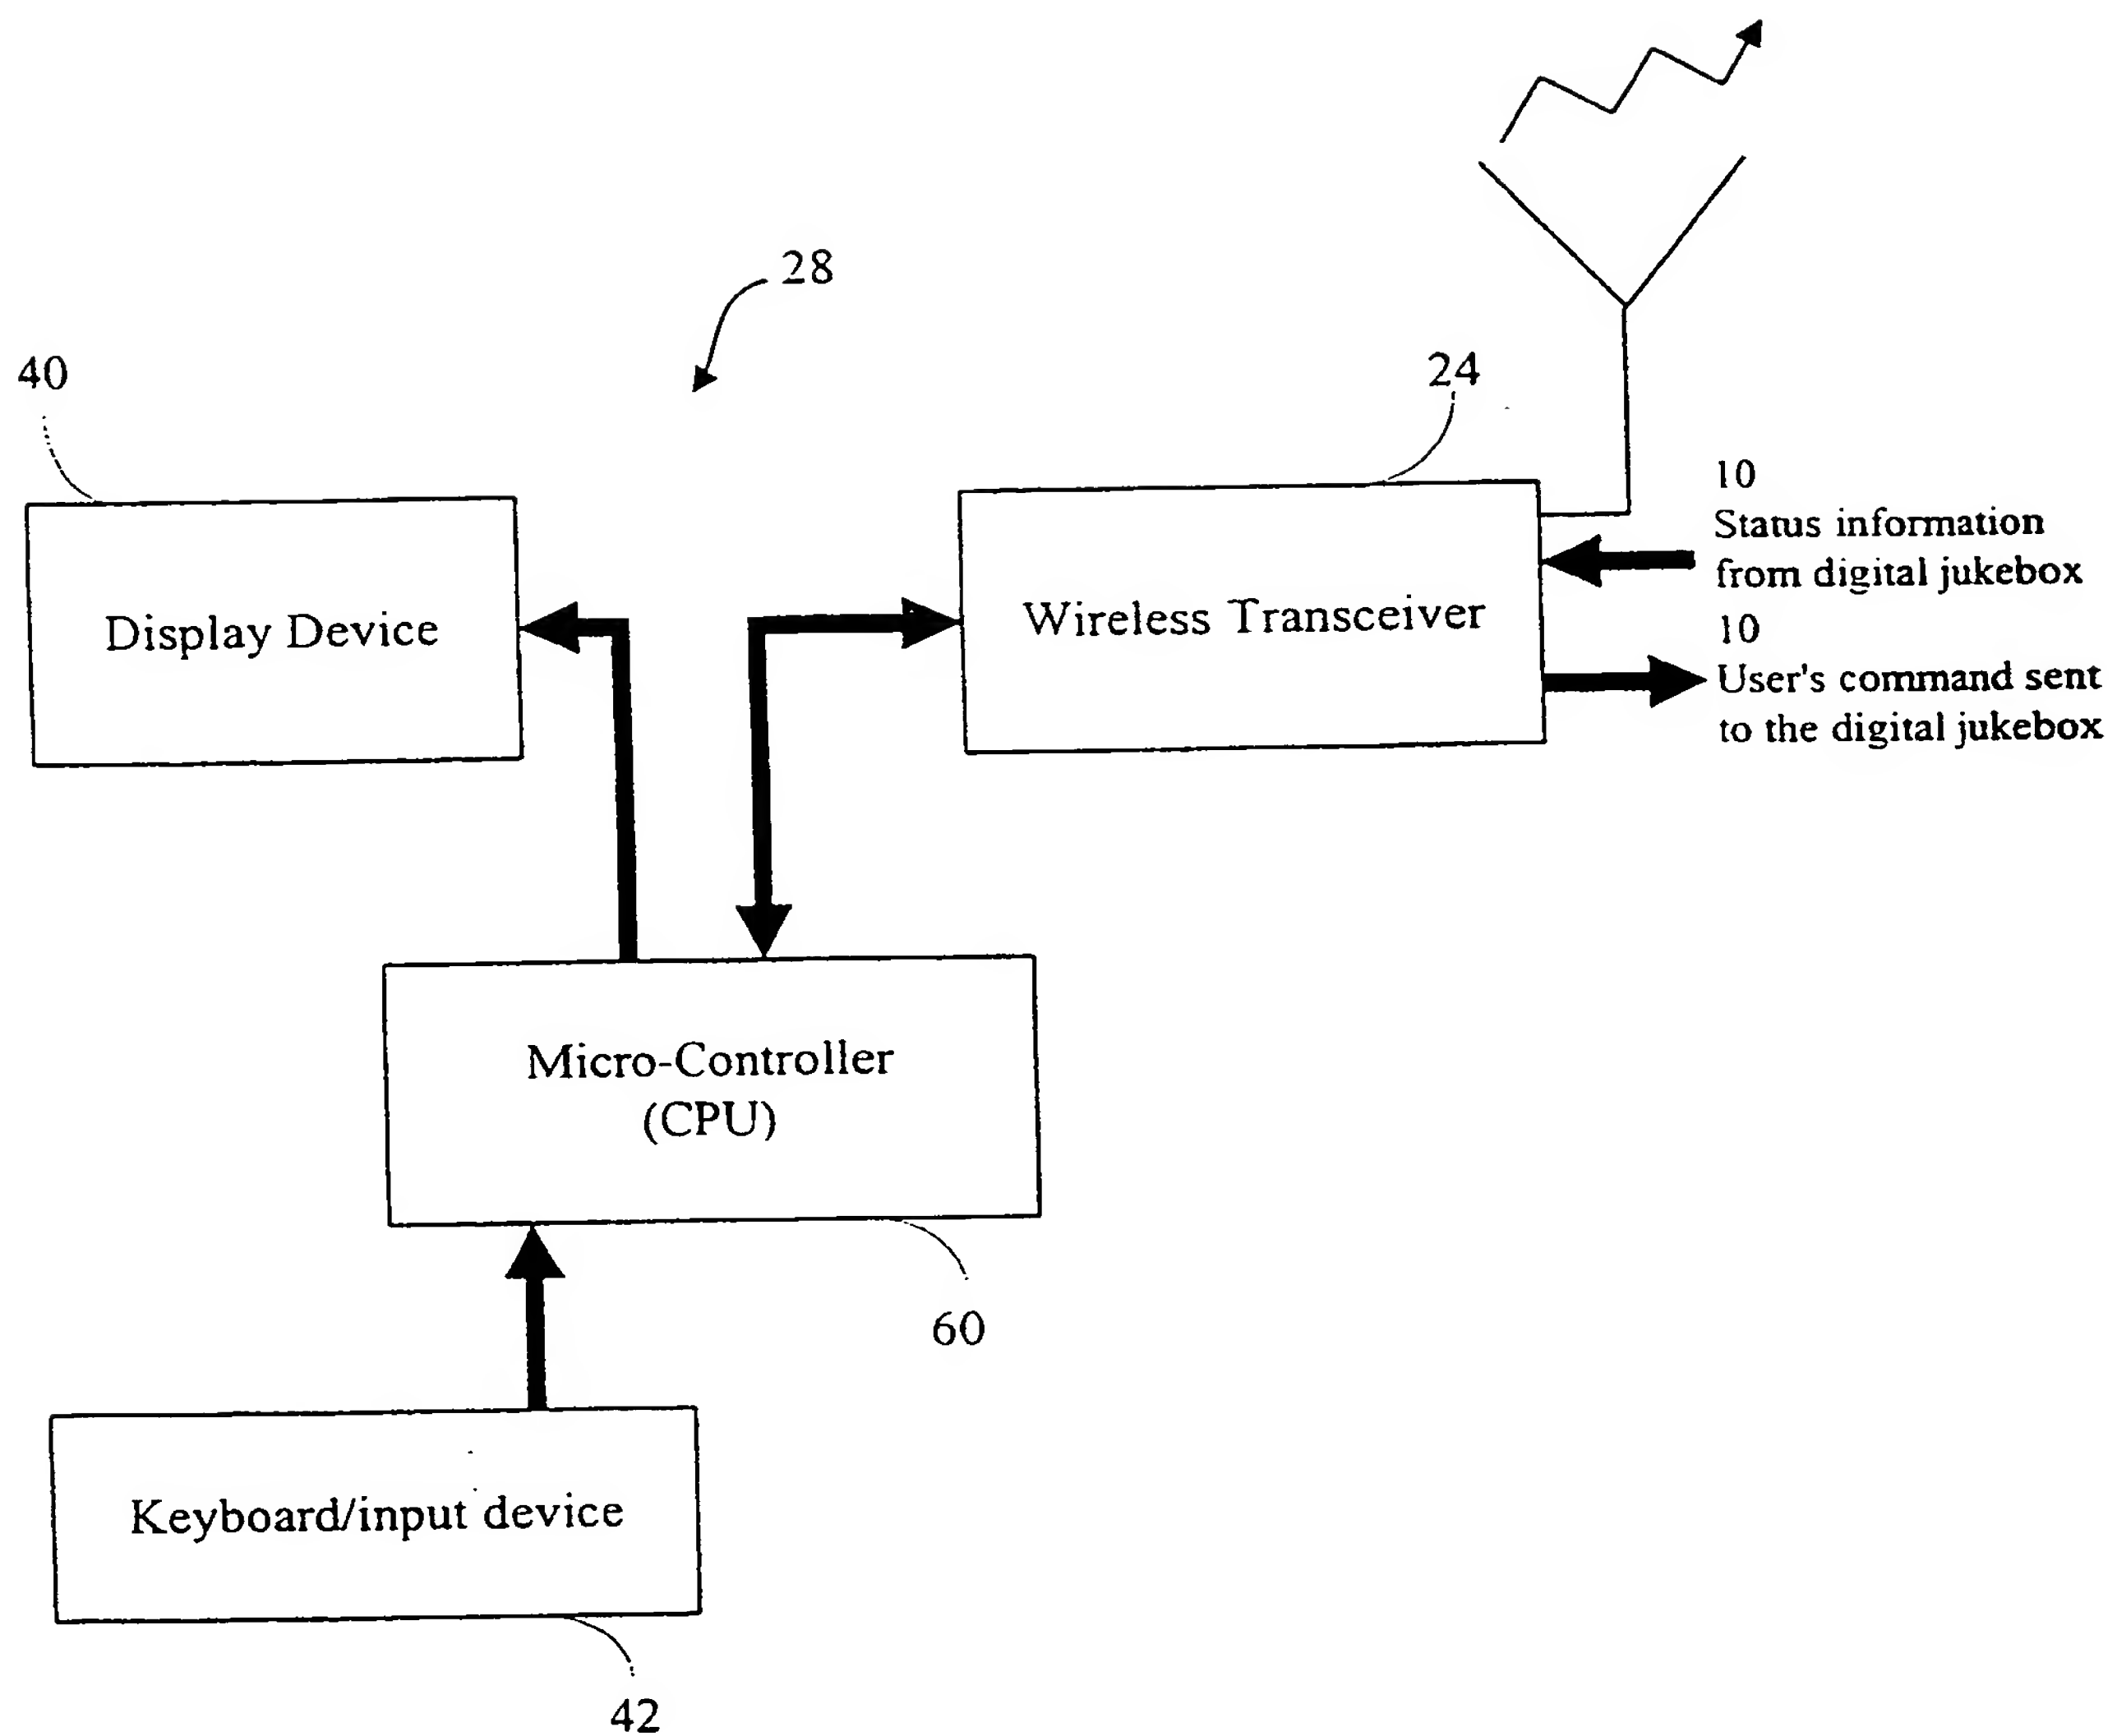 28
40
24
10
Status information
from digital jukebox
10
User's command sent
to the digital jukebox
Display Device
Wireless Transceiver
Micro-Controller
(CPU)
60
Keyboard/input device
42